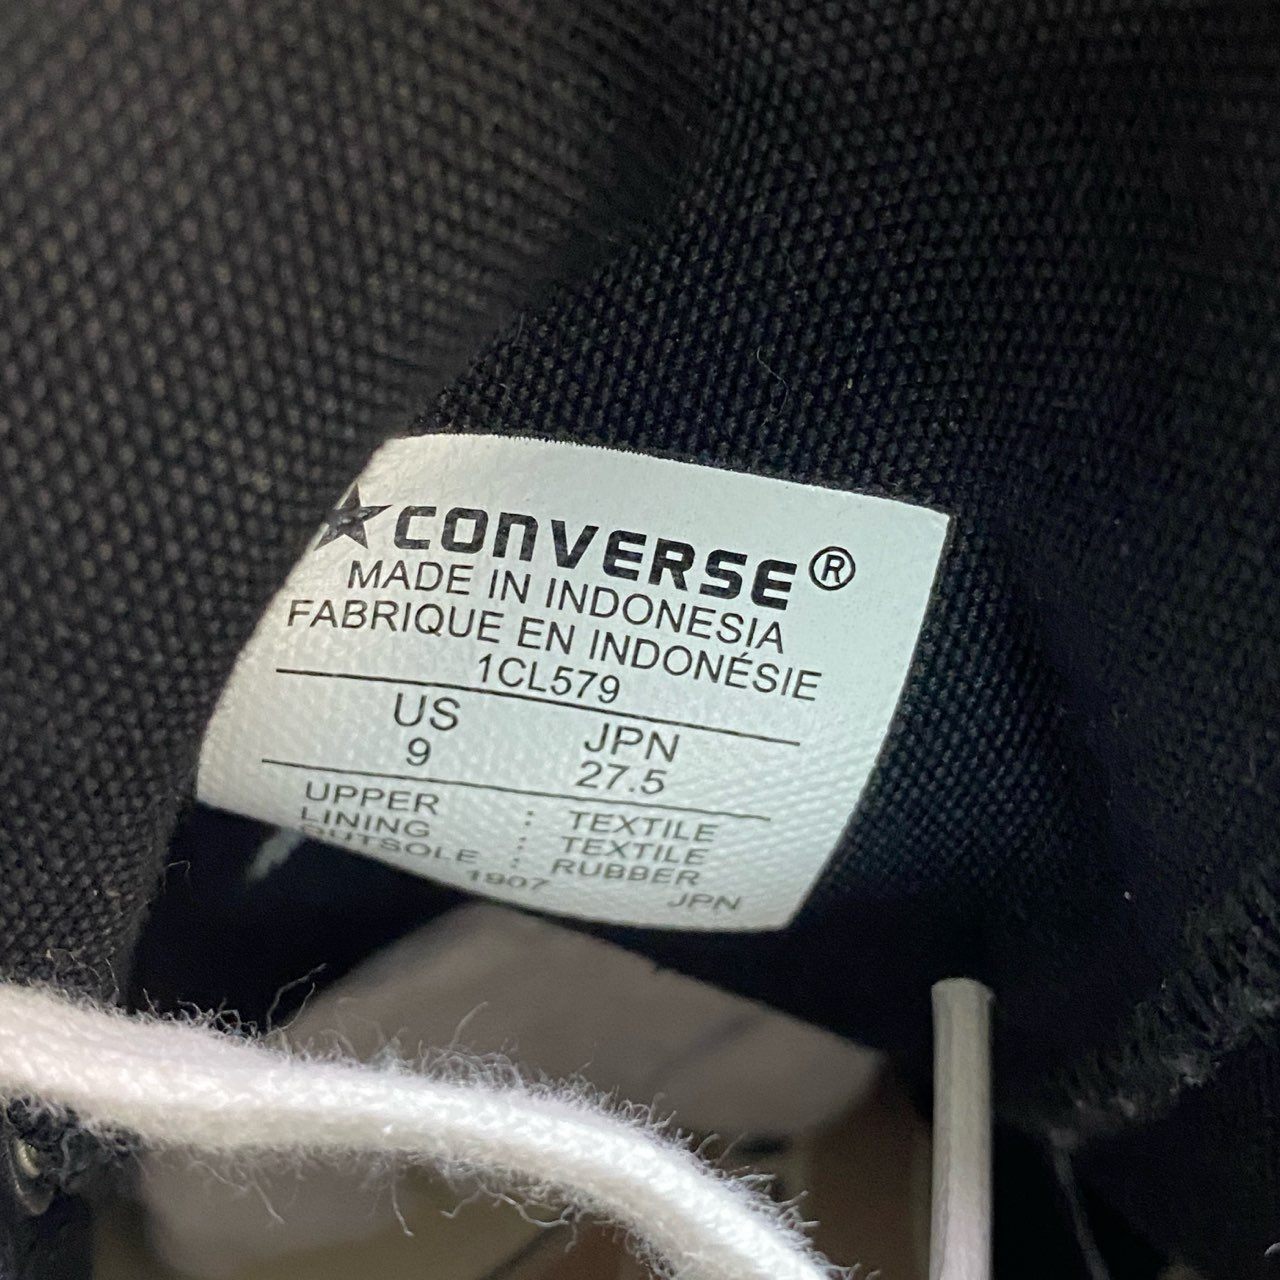 ★CONVERSE®
MADE IN INDONESIA
FABRIQUE EN INDONÉSIE
1CL579
US JPN
9 27.5
UPPER : TEXTILE
LINING : TEXTILE
OUTSOLE : RUBBER
1907 JPN